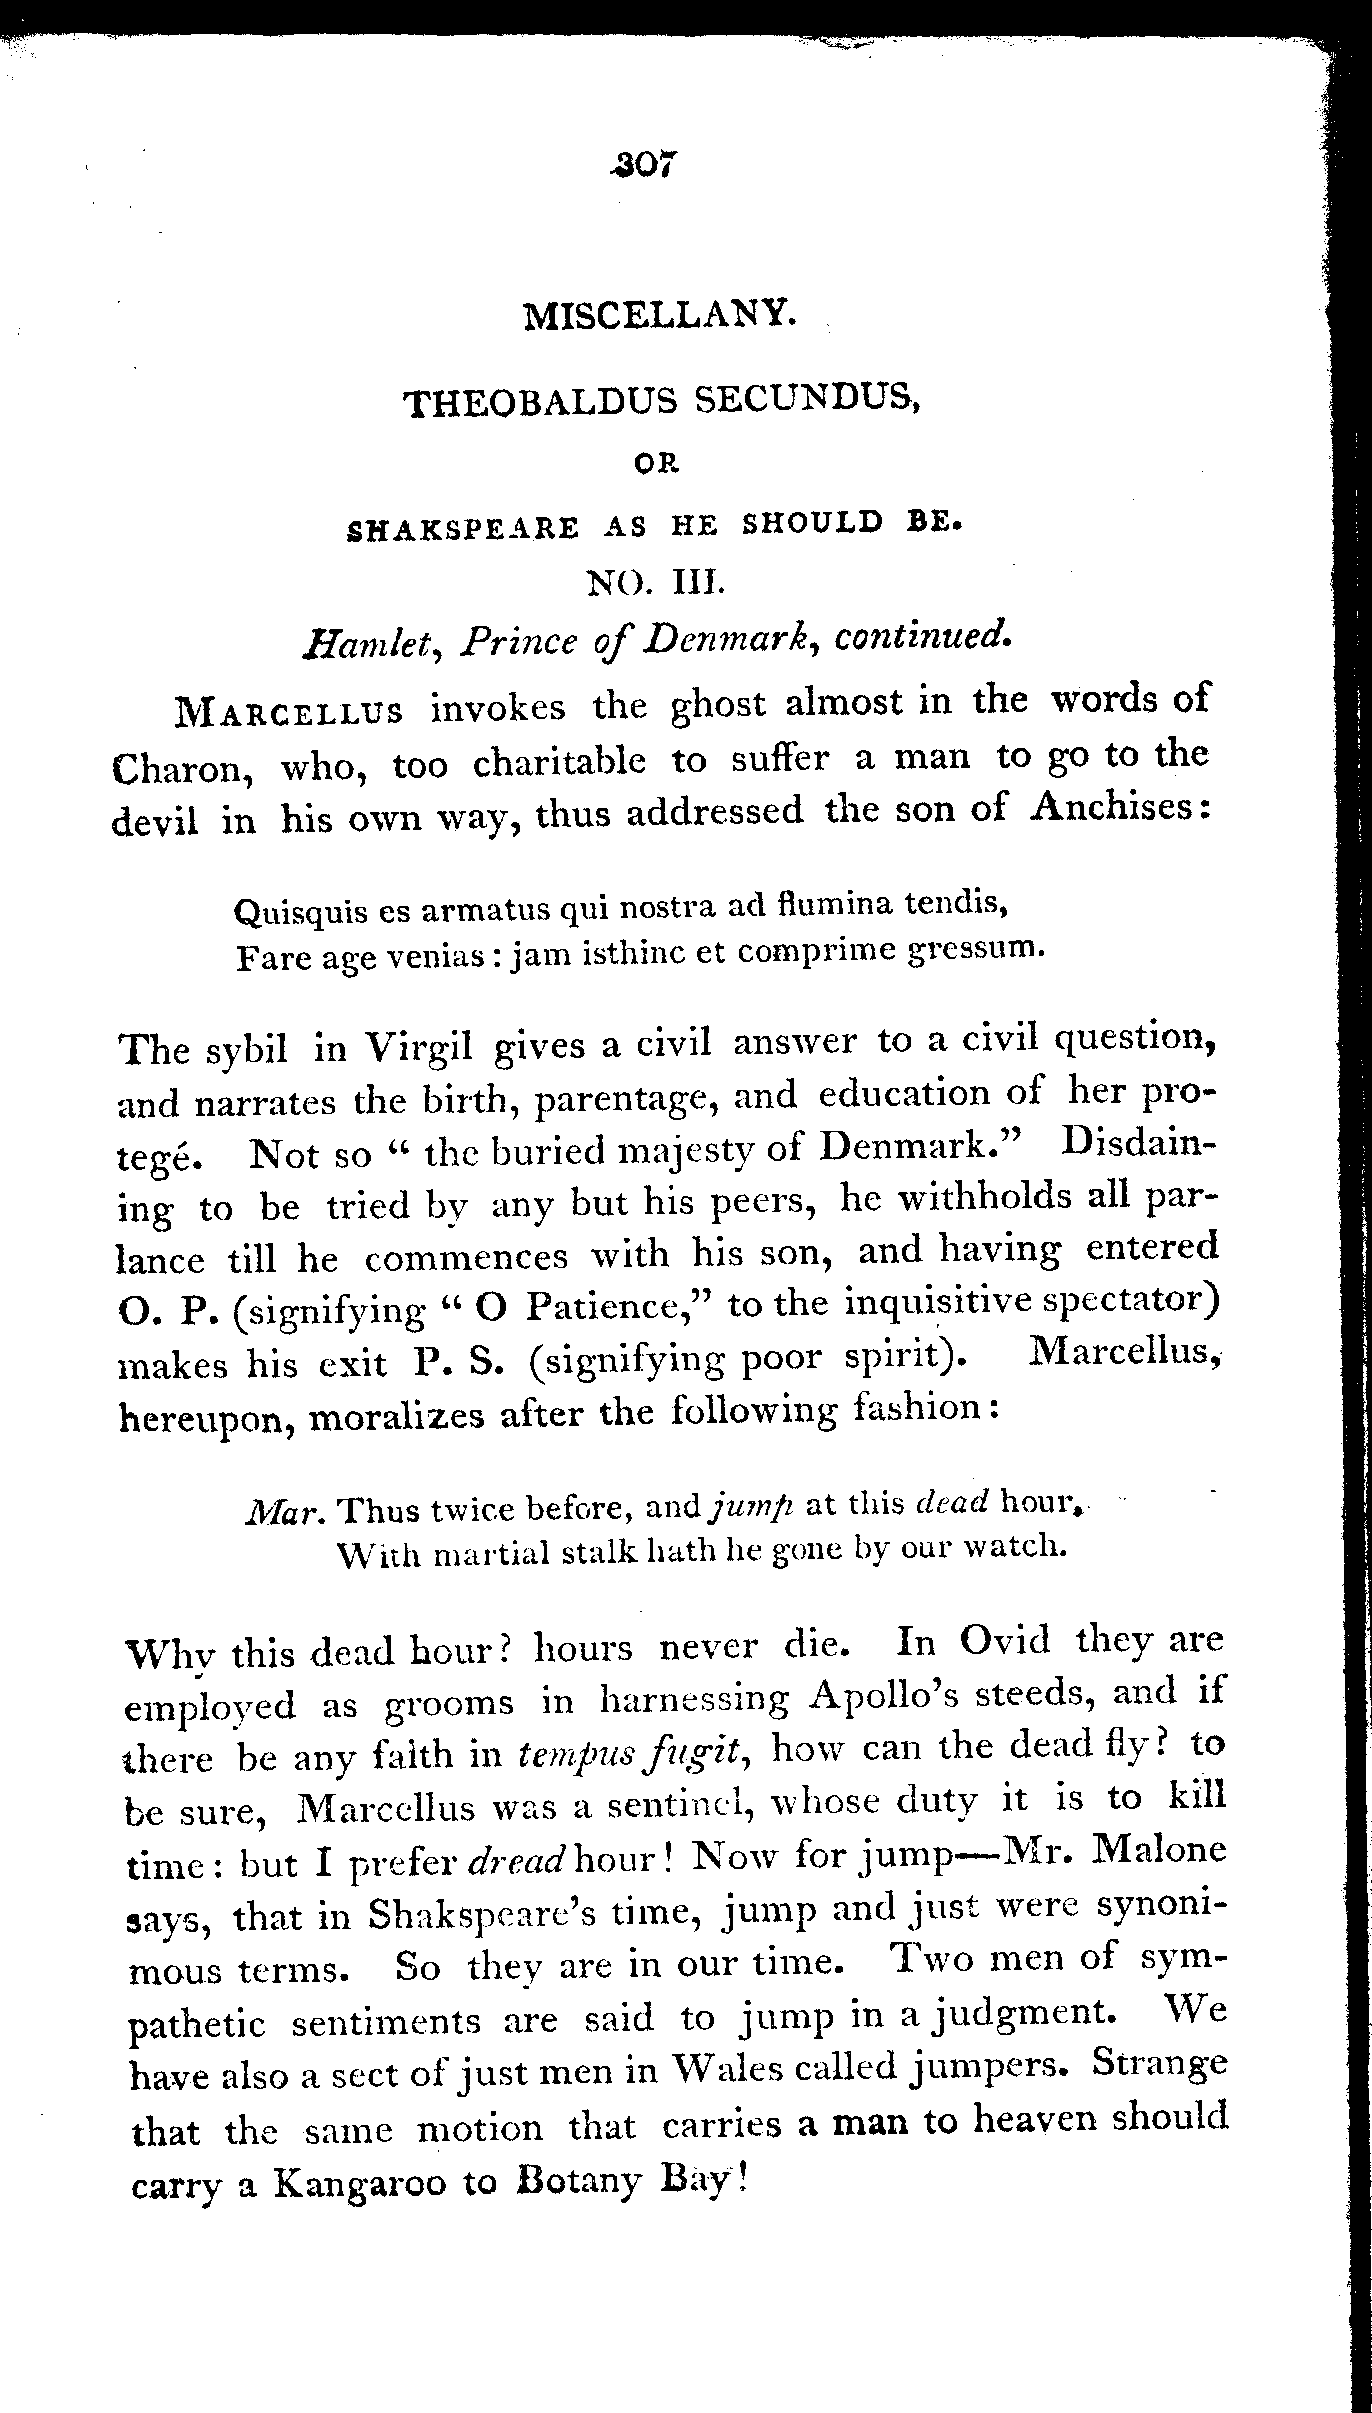 307
MISCELLANY.
THEOBALDUS SECUNDUS,
OR
SHAKSPEARE AS HE SHOULD BE.
NO. III.
Hamlet, Prince of Denmark, continued.
MARCELLUS invokes the ghost almost in the words of
Charon, who, too charitable to suffer a man to go to the
devil in his own way, thus addressed the son of Anchises:
Quisquis es armatus qui nostra ad flumina tendis,
Fare age venias: jam isthinc et comprime gressum.
The sybil in Virgil gives a civil answer to a civil question,
and narrates the birth, parentage, and education of her pro-
tegé. Not so “ the buried majesty of Denmark.” Disdain-
ing to be tried by any but his peers, he withholds all par-
lance till he commences with his son, and having entered
O. P. (signifying “ O Patience,” to the inquisitive spectator)
makes his exit P. S. (signifying poor spirit). Marcellus,
hereupon, moralizes after the following fashion:
Mar. Thus twice before, and jump at this dead hour,
With martial stalk hath he gone by our watch.
Why this dead hour? hours never die. In Ovid they are
employed as grooms in harnessing Apollo’s steeds, and if
there be any faith in tempus fugit, how can the dead fly? to
be sure, Marcellus was a sentinel, whose duty it is to kill
time: but I prefer dread hour! Now for jump—Mr. Malone
says, that in Shakspeare’s time, jump and just were synoni-
mous terms. So they are in our time. Two men of sym-
pathetic sentiments are said to jump in a judgment. We
have also a sect of just men in Wales called jumpers. Strange
that the same motion that carries a man to heaven should
carry a Kangaroo to Botany Bay!